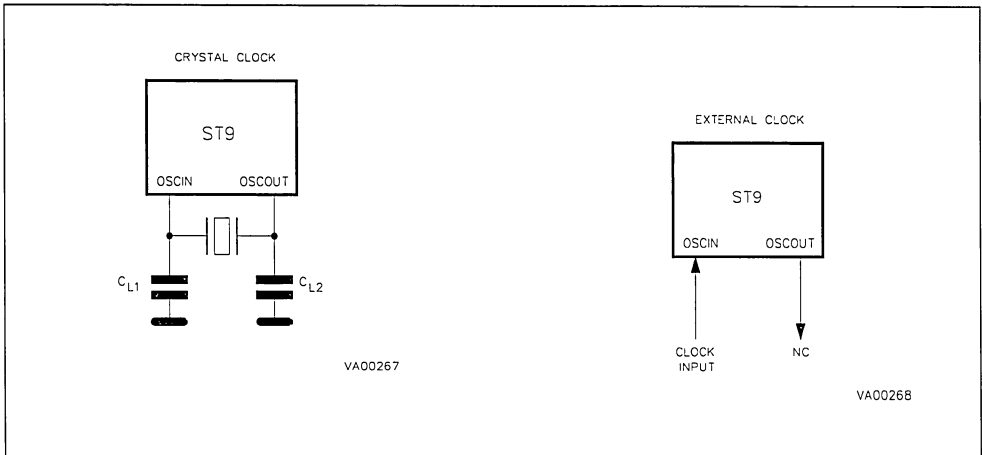 CRYSTAL CLOCK
ST9
OSCIN OSCOUT
CL1 CL2
VA00267
EXTERNAL CLOCK
ST9
OSCIN OSCOUT
CLOCK
INPUT
NC
VA00268